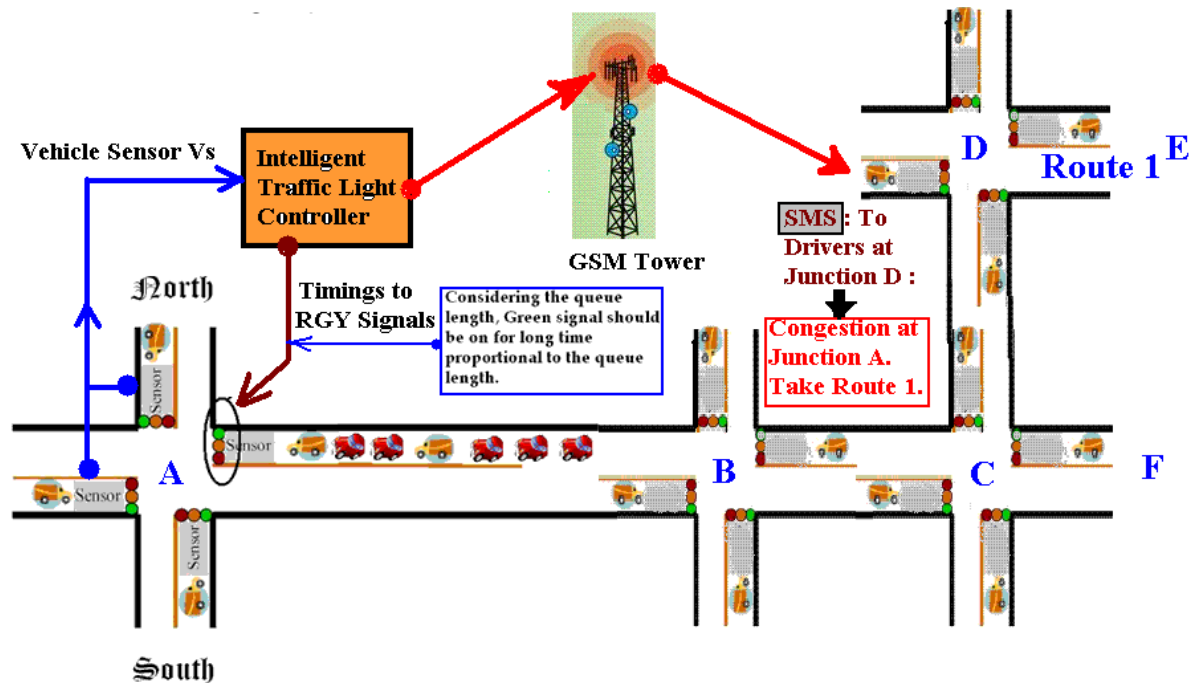 Vehicle Sensor Vs
Intelligent
Traffic Light
Controller
GSM Tower
D
E
Route 1
SMS : To
Drivers at
Junction D :
Congestion at
Junction A.
Take Route 1.
North
Timings to
RGY Signals
Considering the queue
length, Green signal should
be on for long time
proportional to the queue
length.
Sensor
Sensor
A
B
C
F
Sensor
Sensor
South